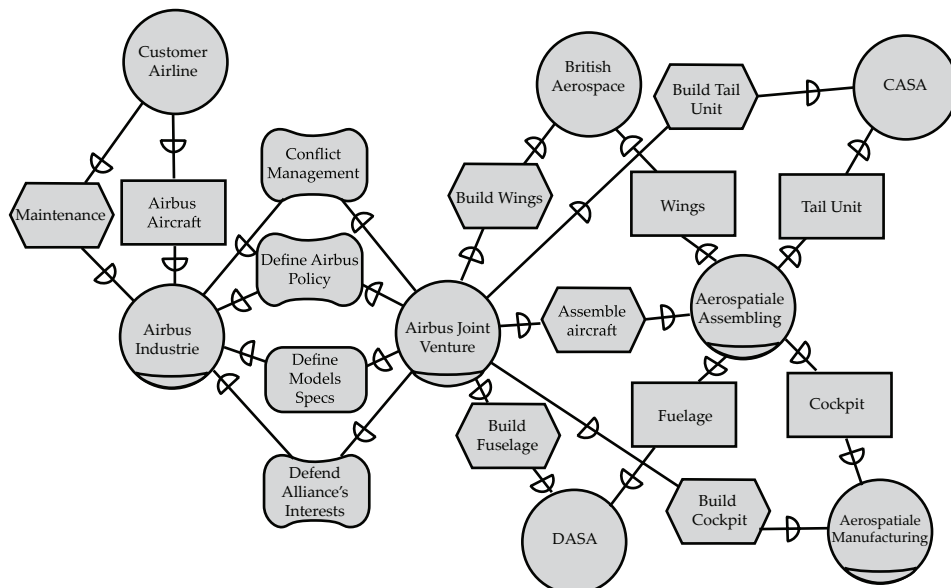 Customer
Airline
Maintenance
Airbus
Aircraft
Airbus
Industrie
Conflict
Management
Define Airbus
Policy
Define
Models
Specs
Defend
Alliance's
Interests
Airbus Joint
Venture
British
Aerospace
Build Wings
Build Tail
Unit
CASA
Wings
Tail Unit
Assemble
aircraft
Aerospatiale
Assembling
Build
Fuselage
Fuelage
Cockpit
DASA
Build
Cockpit
Aerospatiale
Manufacturing